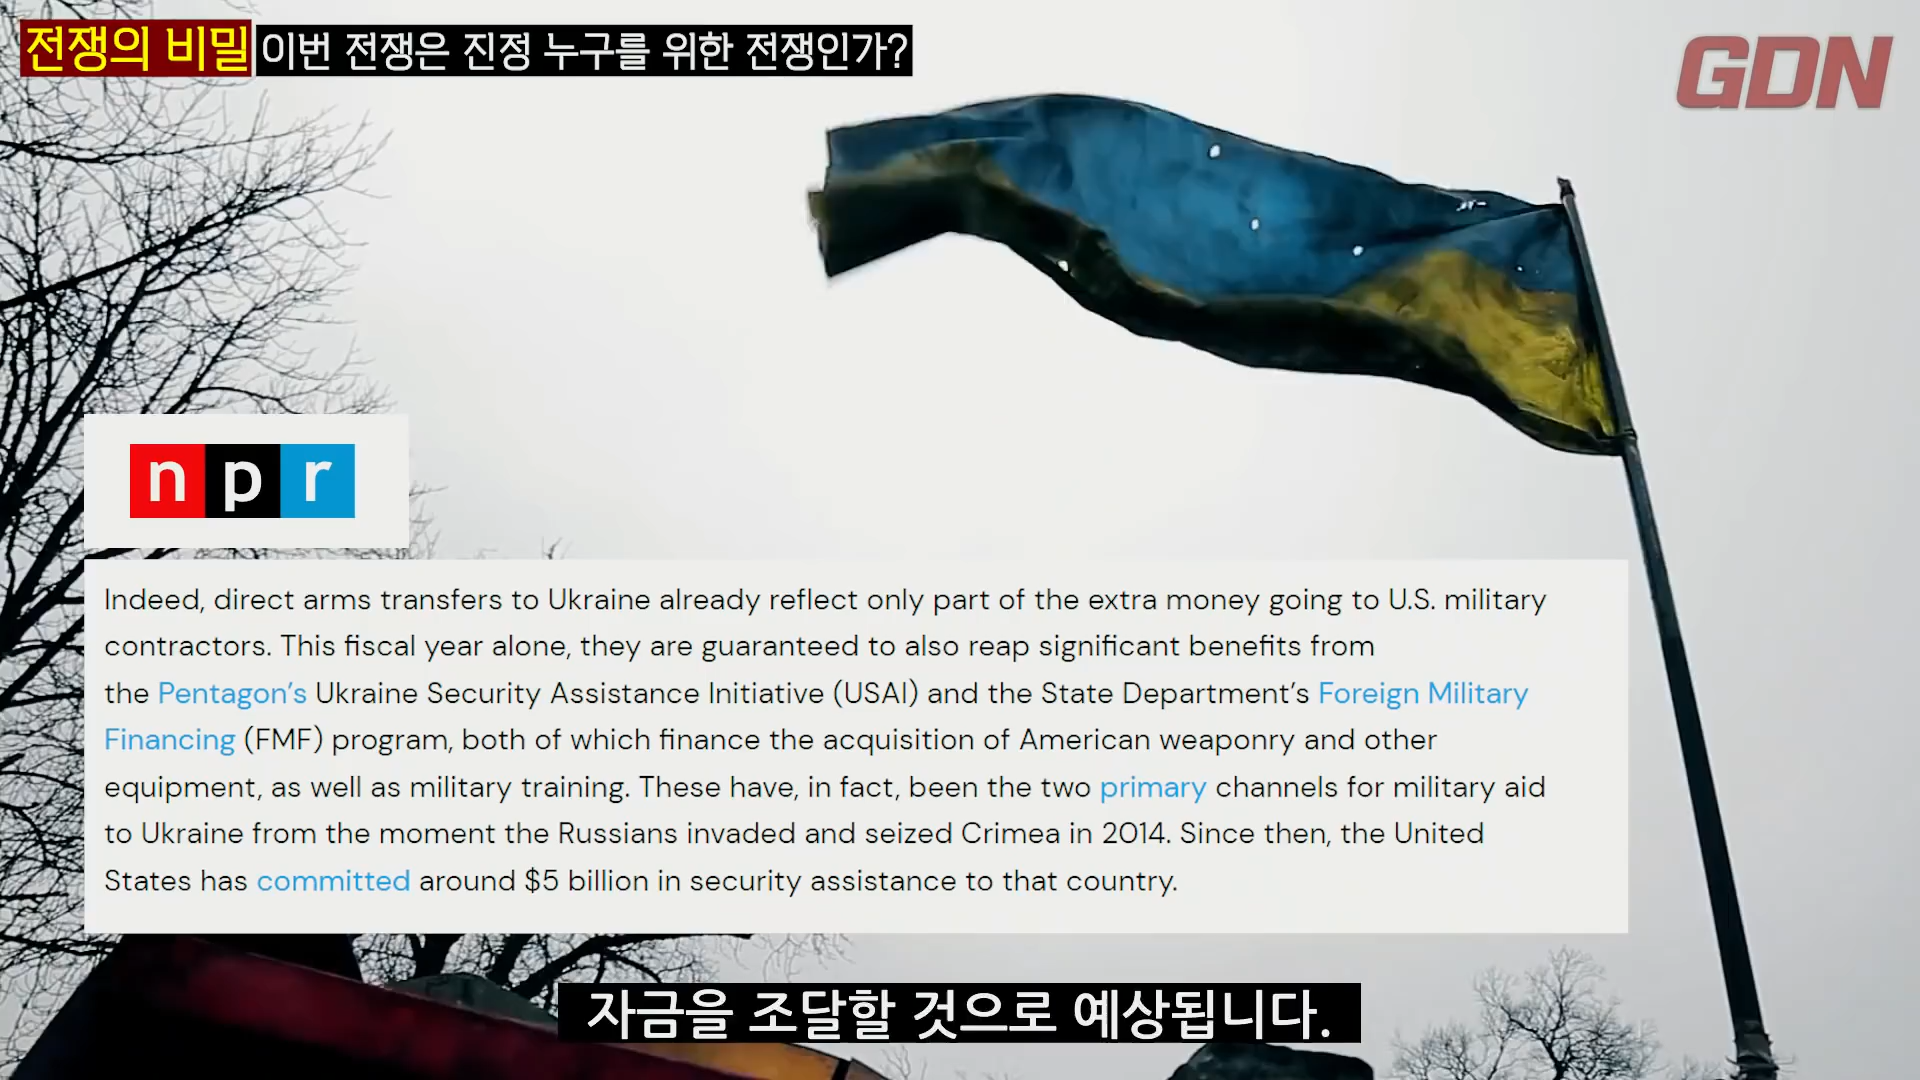 전쟁의 비밀 이번 전쟁은 진정 누구를 위한 전쟁인가?
GDN
npr
Indeed, direct arms transfers to Ukraine already reflect only part of the extra money going to U.S. military
contractors. This fiscal year alone, they are guaranteed to also reap significant benefits from
the Pentagon’s Ukraine Security Assistance Initiative (USAI) and the State Department’s Foreign Military
Financing (FMF) program, both of which finance the acquisition of American weaponry and other
equipment, as well as military training. These have, in fact, been the two primary channels for military aid
to Ukraine from the moment the Russians invaded and seized Crimea in 2014. Since then, the United
States has committed around $5 billion in security assistance to that country.
자금을 조달할 것으로 예상됩니다.